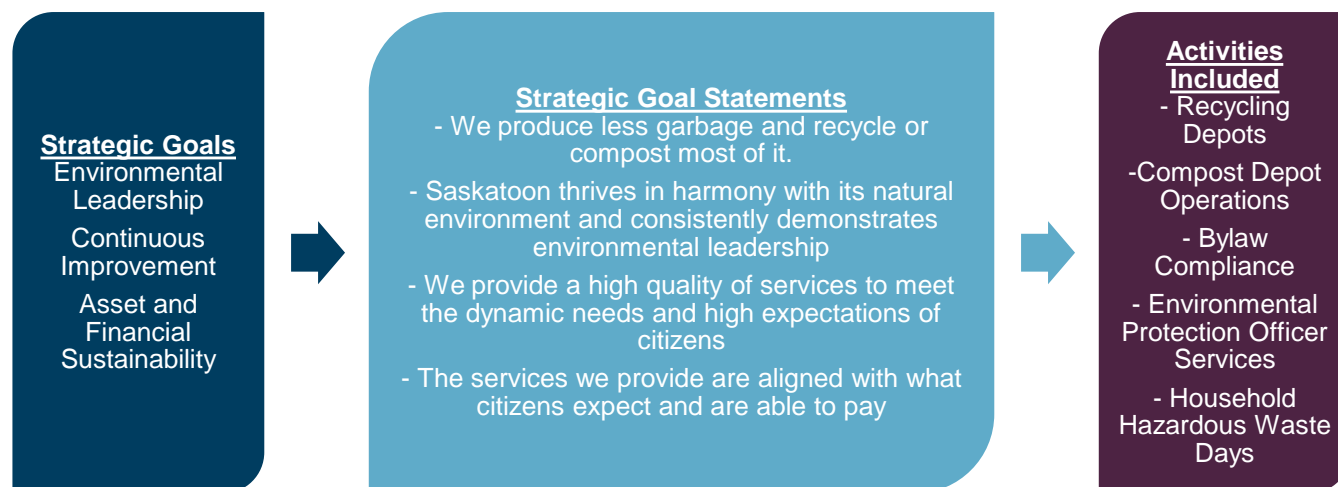 Strategic Goals
Environmental
Leadership
Continuous
Improvement
Asset and
Financial
Sustainability
Strategic Goal Statements
- We produce less garbage and recycle or
compost most of it.
- Saskatoon thrives in harmony with its natural
environment and consistently demonstrates
environmental leadership
- We provide a high quality of services to meet
the dynamic needs and high expectations of
citizens
- The services we provide are aligned with what
citizens expect and are able to pay
Activities
Included
- Recycling
Depots
-Compost Depot
Operations
- Bylaw
Compliance
- Environmental
Protection Officer
Services
- Household
Hazardous Waste
Days